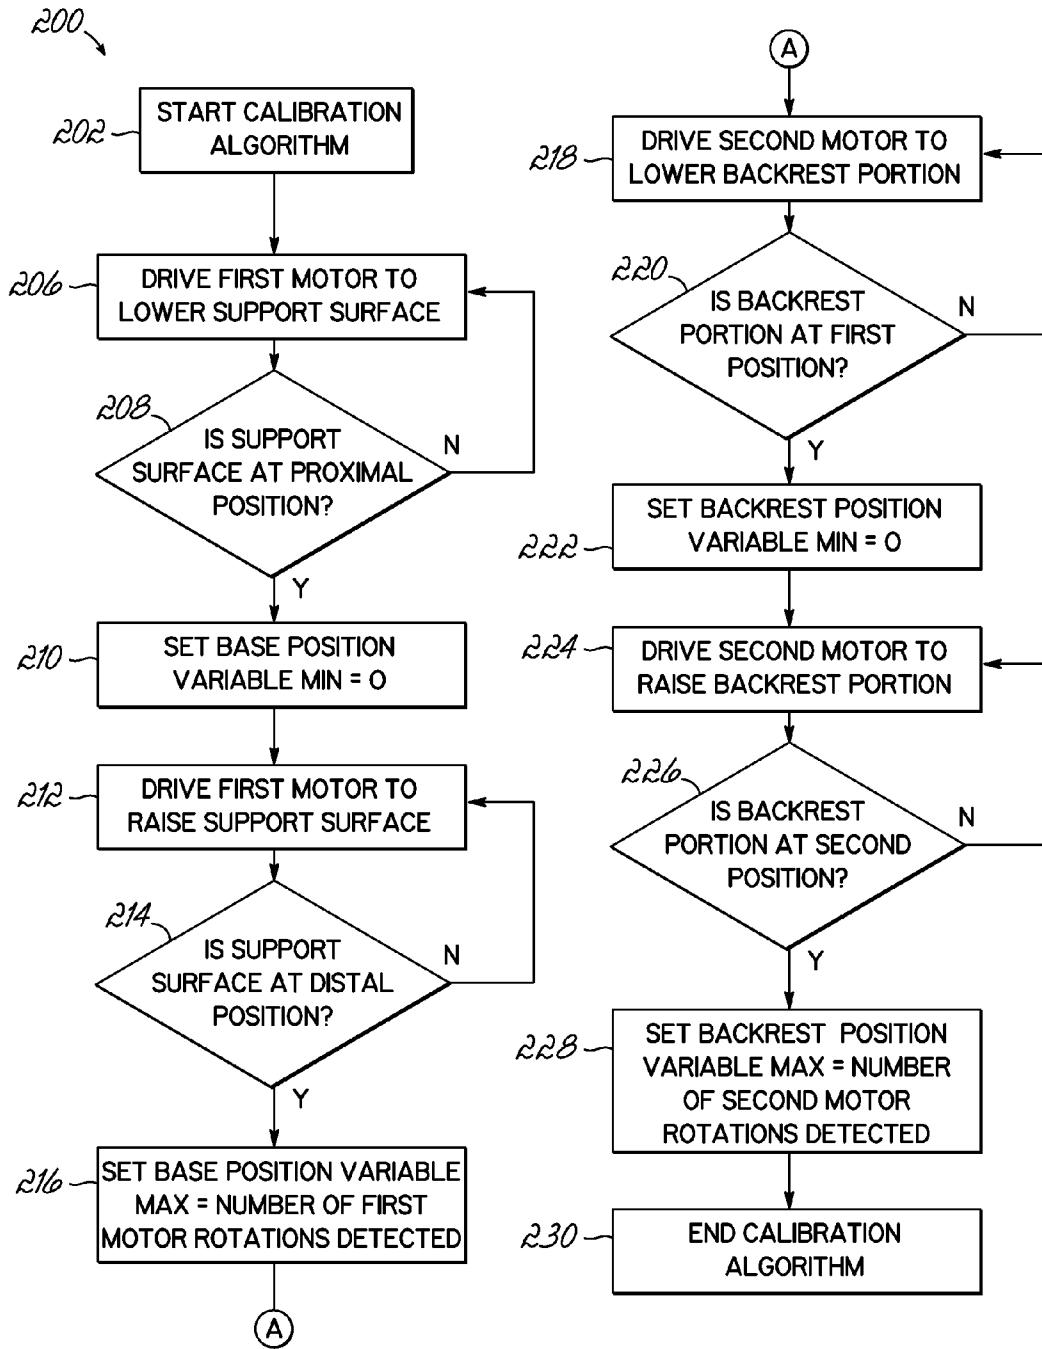 200
202
START CALIBRATION
ALGORITHM
206
DRIVE FIRST MOTOR TO
LOWER SUPPORT SURFACE
208
IS SUPPORT
SURFACE AT PROXIMAL
POSITION?
N
Y
210
SET BASE POSITION
VARIABLE MIN = 0
212
DRIVE FIRST MOTOR TO
RAISE SUPPORT SURFACE
214
IS SUPPORT
SURFACE AT DISTAL
POSITION?
N
Y
216
SET BASE POSITION VARIABLE
MAX = NUMBER OF FIRST
MOTOR ROTATIONS DETECTED
A
A
218
DRIVE SECOND MOTOR TO
LOWER BACKREST PORTION
220
IS BACKREST
PORTION AT FIRST
POSITION?
N
Y
222
SET BACKREST POSITION
VARIABLE MIN = 0
224
DRIVE SECOND MOTOR TO
RAISE BACKREST PORTION
226
IS BACKREST
PORTION AT SECOND
POSITION?
N
Y
228
SET BACKREST POSITION
VARIABLE MAX = NUMBER
OF SECOND MOTOR
ROTATIONS DETECTED
230
END CALIBRATION
ALGORITHM